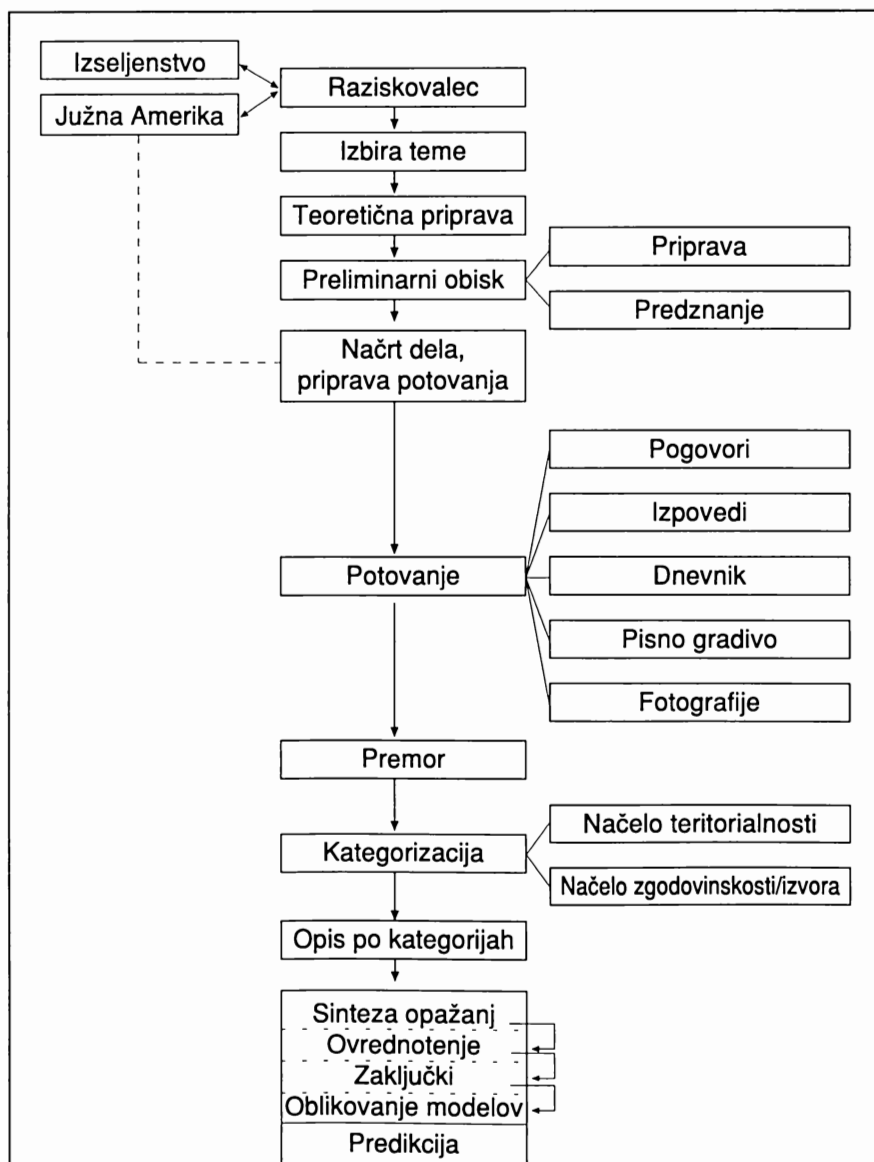 Izseljenstvo
Južna Amerika
Raziskovalec
Izbira teme
Teoretična priprava
Preliminarni obisk
Priprava
Predznanje
Načrt dela,
priprava potovanja
Pogovori
Izpovedi
Potovanje
Dnevnik
Pisno gradivo
Fotografije
Premor
Kategorizacija
Načelo teritorialnosti
Načelo zgodovinskosti/izvora
Opis po kategorijah
Sinteza opažanj
Ovrednotenje
Zaključki
Oblikovanje modelov
Predikcija